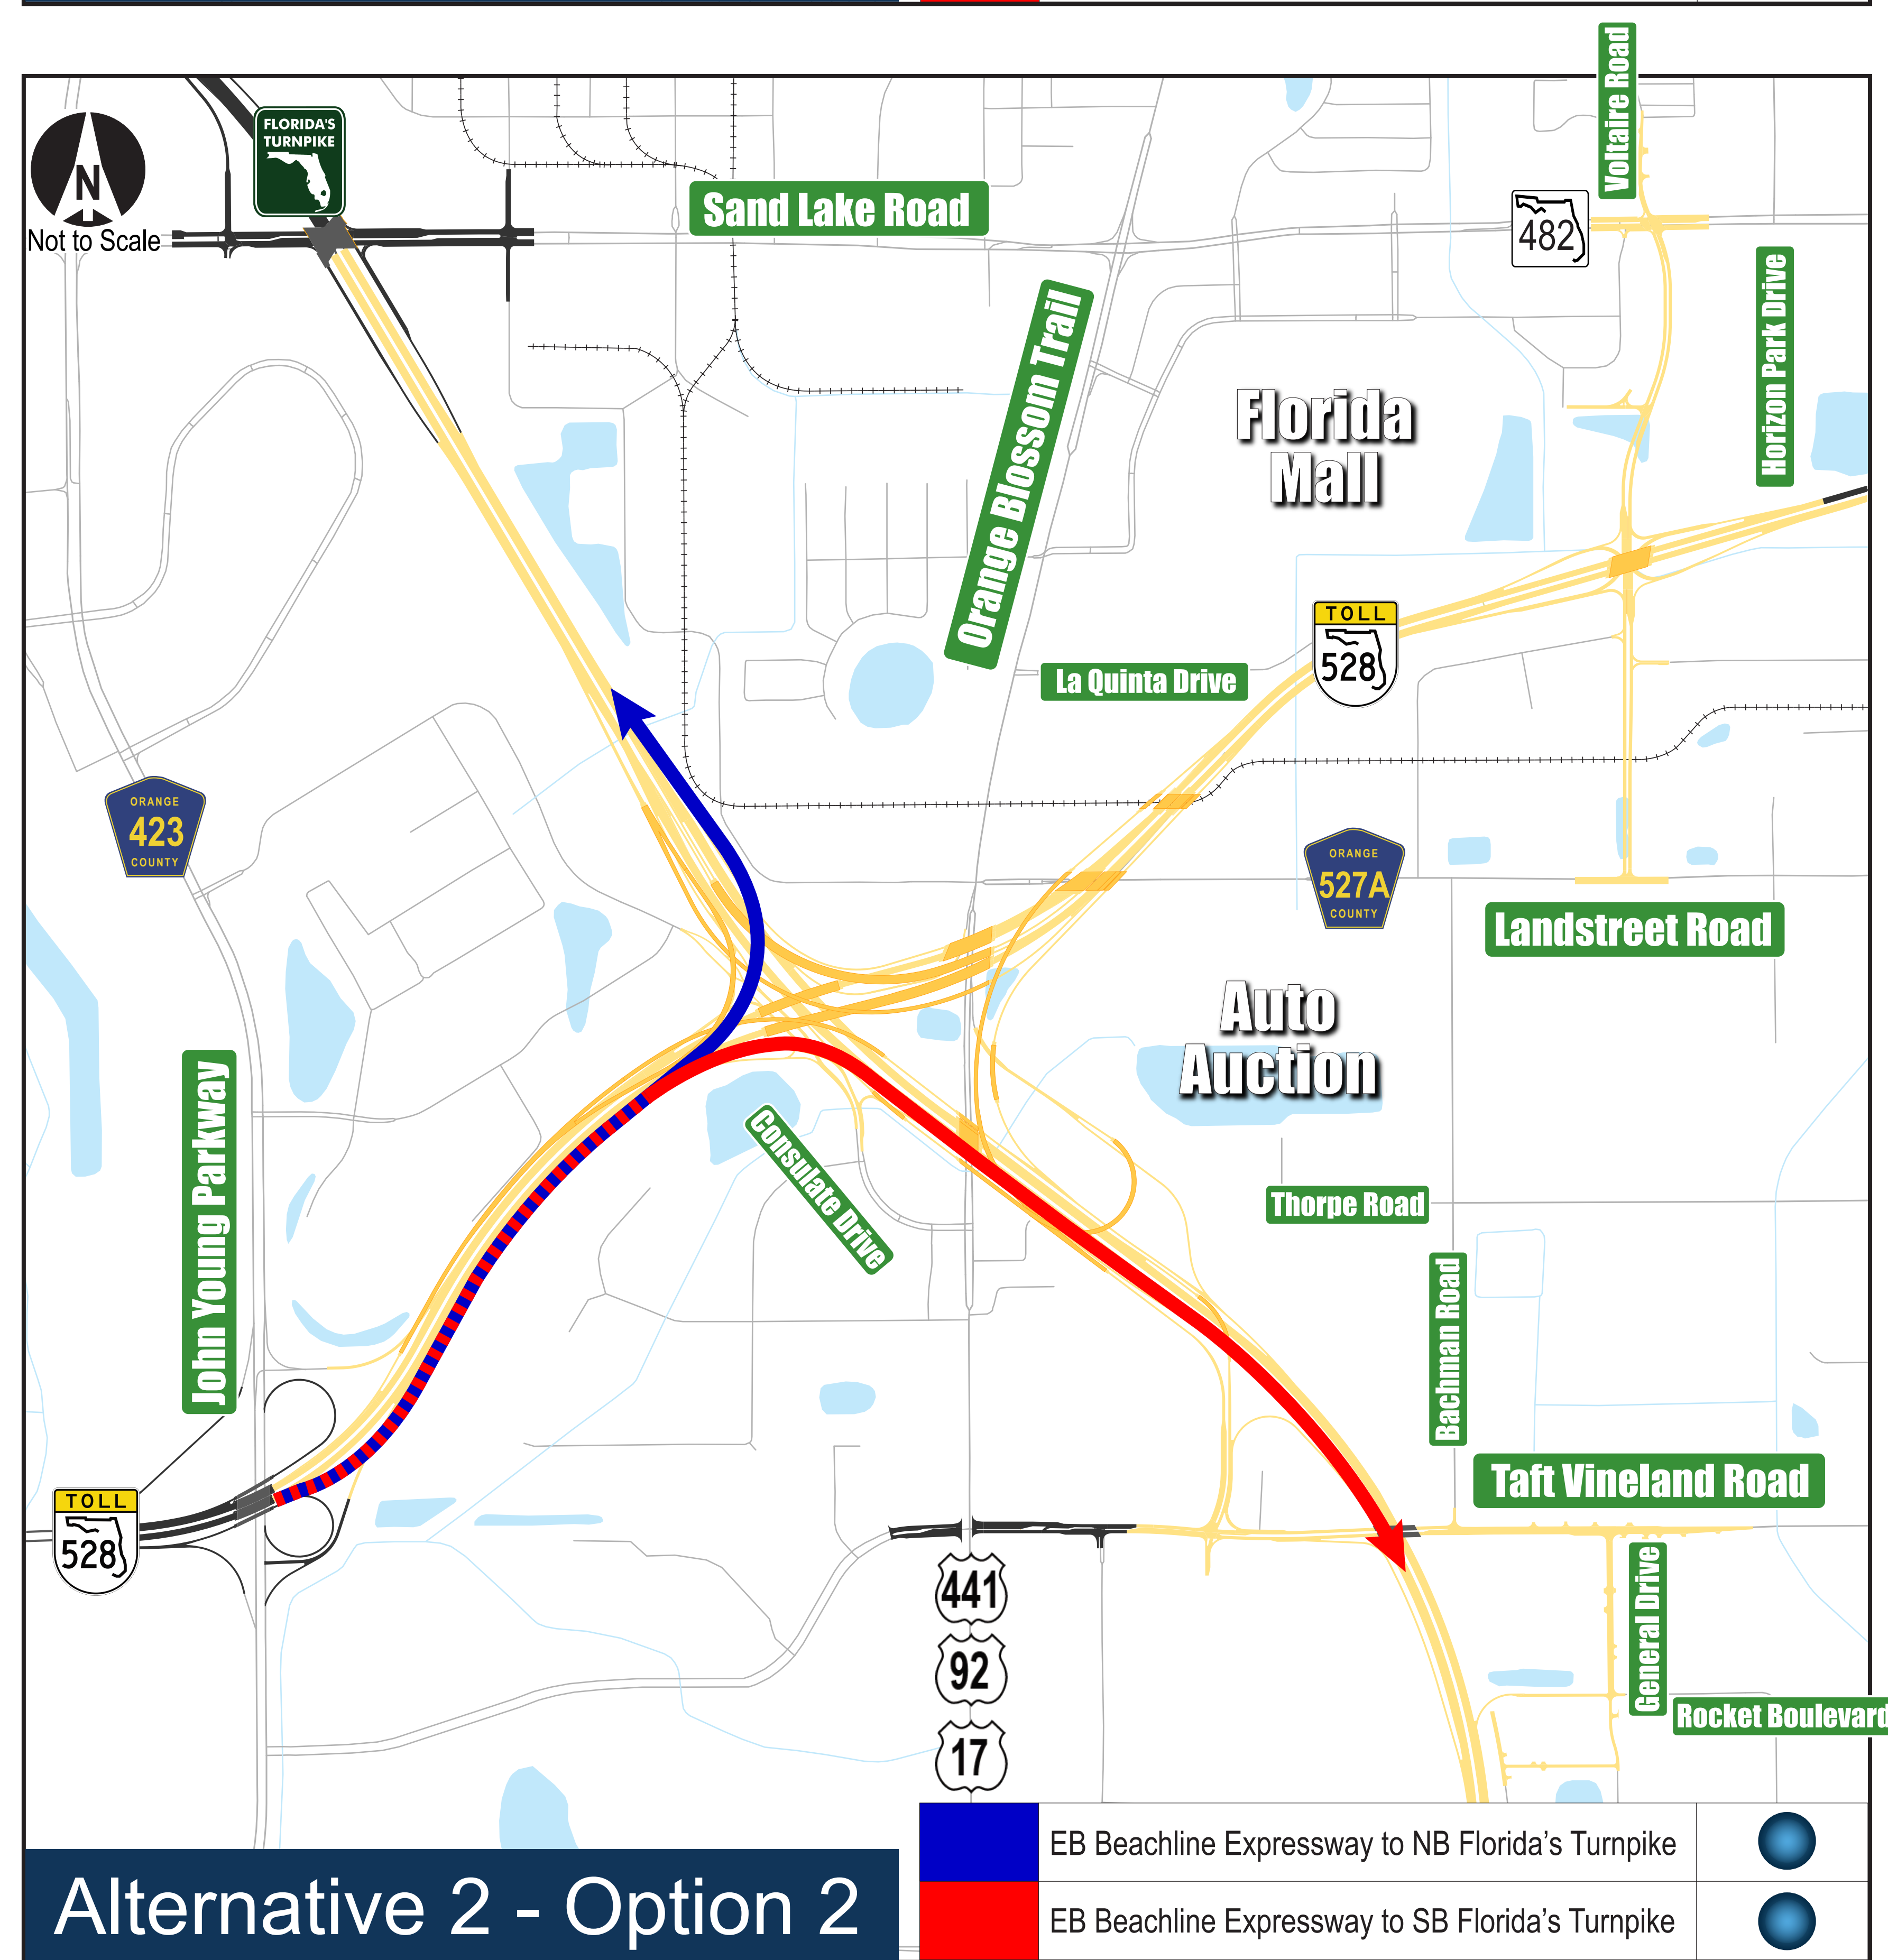 Voltaire Road
FLORIDA'S
TURNPIKE
N
Not to Scale
Sand Lake Road
482
Horizon Park Drive
Orange Blossom Trail
Florida
Mall
TOLL
528
La Quinta Drive
ORANGE
423
COUNTY
ORANGE
527A
COUNTY
Landstreet Road
Auto
Auction
John Young Parkway
Consulate Drive
Thorpe Road
Bachman Road
Taft Vineland Road
TOLL
528
441
92
17
General Drive
Rocket Boulevard
Alternative 2 - Option 2
EB Beachline Expressway to NB Florida's Turnpike
EB Beachline Expressway to SB Florida's Turnpike